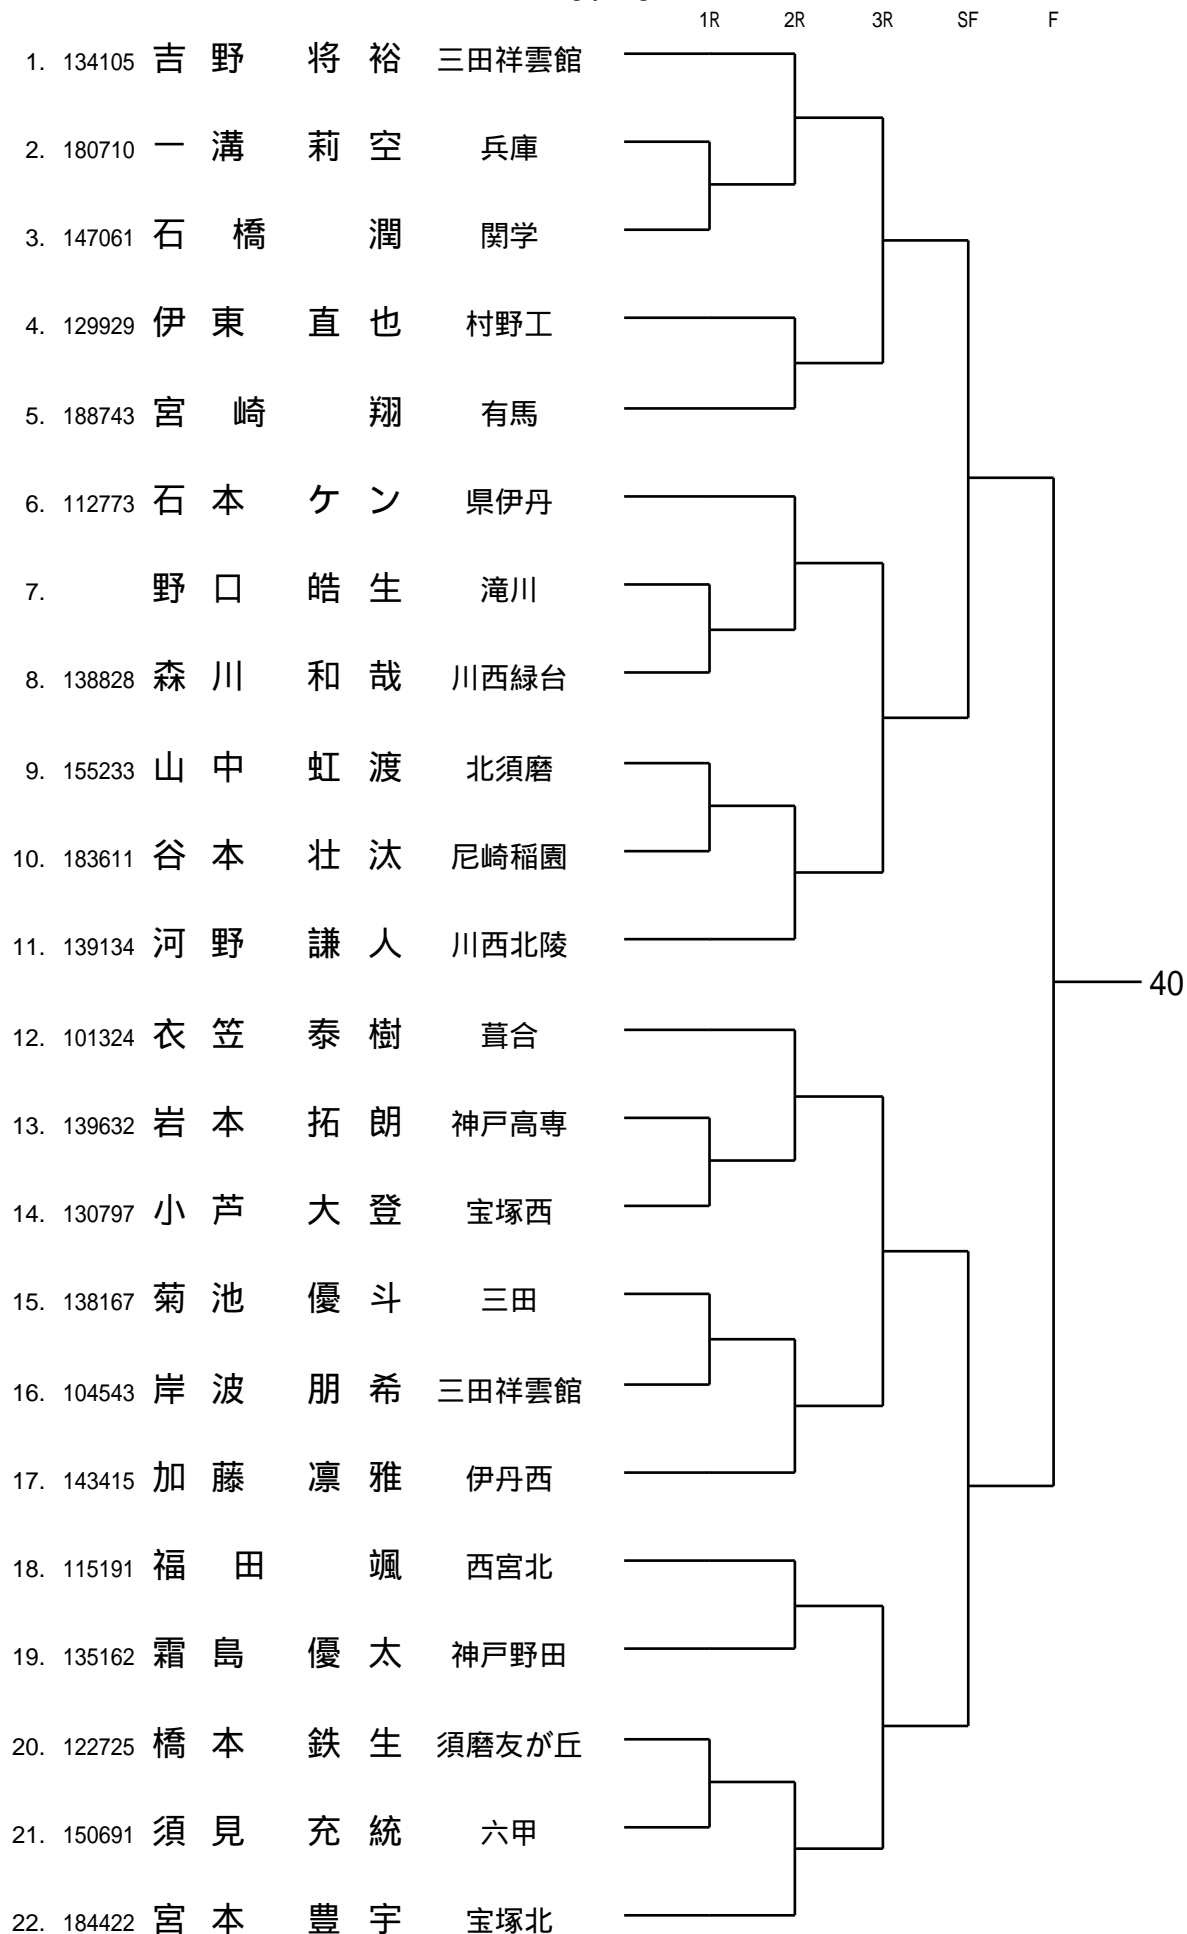 1R 2R 3R SF F
1. 134105 吉野 将裕 三田祥雲館
2. 180710 一溝 莉空 兵庫
3. 147061 石橋 潤 関学
4. 129929 伊東 直也 村野工
5. 188743 宮崎 翔 有馬
6. 112773 石本 ケン 県伊丹
7. 野口 皓生 滝川
8. 138828 森川 和哉 川西緑台
9. 155233 山中 虹渡 北須磨
10. 183611 谷本 壮汰 尼崎稲園
11. 139134 河野 謙人 川西北陵
40
12. 101324 衣笠 泰樹 葺合
13. 139632 岩本 拓朗 神戸高専
14. 130797 小芦 大登 宝塚西
15. 138167 菊池 優斗 三田
16. 104543 岸波 朋希 三田祥雲館
17. 143415 加藤 凛雅 伊丹西
18. 115191 福田 颯 西宮北
19. 135162 霜島 優太 神戸野田
20. 122725 橋本 鉄生 須磨友が丘
21. 150691 須見 充統 六甲
22. 184422 宮本 豊宇 宝塚北